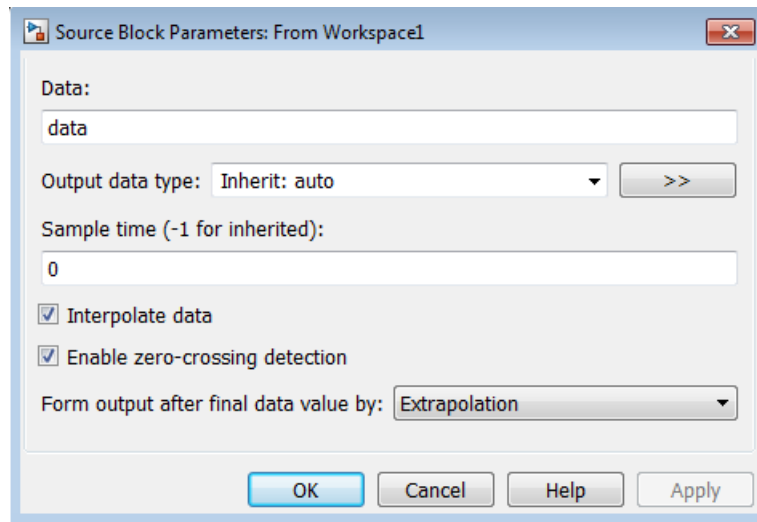 Source Block Parameters: From Workspace1
Data:
data
Output data type: Inherit: auto >>
Sample time (-1 for inherited):
0
Interpolate data
Enable zero-crossing detection
Form output after final data value by: Extrapolation
OK Cancel Help Apply